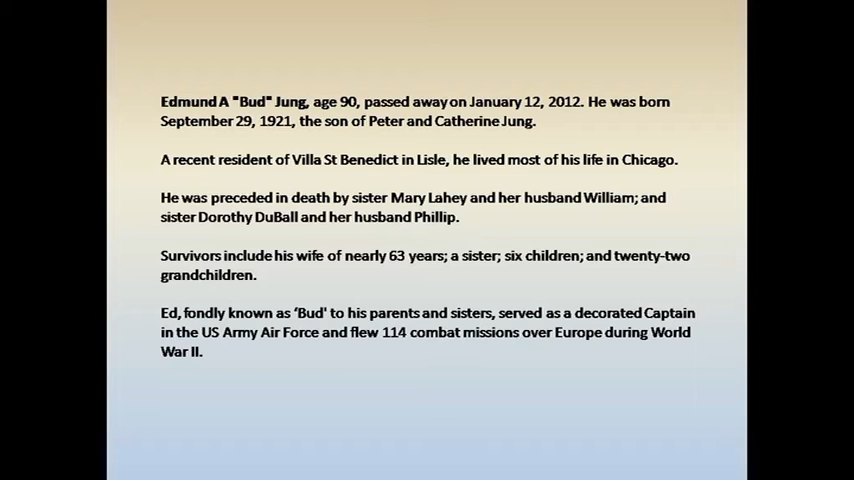 Edmund A "Bud" Jung, age 90, passed away on January 12, 2012. He was born
September 29, 1921, the son of Peter and Catherine Jung.
A recent resident of Villa St Benedict in Lisle, he lived most of his life in Chicago.
He was preceded in death by sister Mary Lahey and her husband William; and
sister Dorothy DuBall and her husband Phillip.
Survivors include his wife of nearly 63 years; a sister; six children; and twenty-two
grandchildren.
Ed, fondly known as ‘Bud' to his parents and sisters, served as a decorated Captain
in the US Army Air Force and flew 114 combat missions over Europe during World
War II.